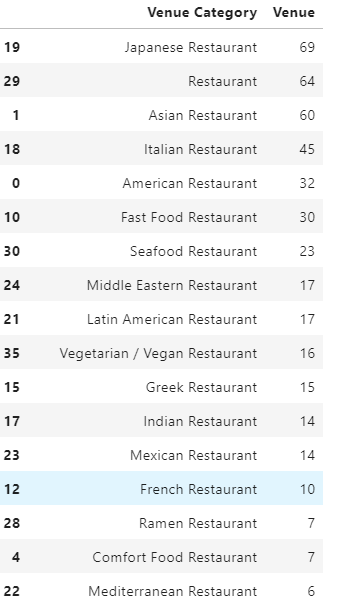 Venue Category Venue
19 Japanese Restaurant 69
29 Restaurant 64
1 Asian Restaurant 60
18 Italian Restaurant 45
0 American Restaurant 32
10 Fast Food Restaurant 30
30 Seafood Restaurant 23
24 Middle Eastern Restaurant 17
21 Latin American Restaurant 17
35 Vegetarian / Vegan Restaurant 16
15 Greek Restaurant 15
17 Indian Restaurant 14
23 Mexican Restaurant 14
12 French Restaurant 10
28 Ramen Restaurant 7
4 Comfort Food Restaurant 7
22 Mediterranean Restaurant 6